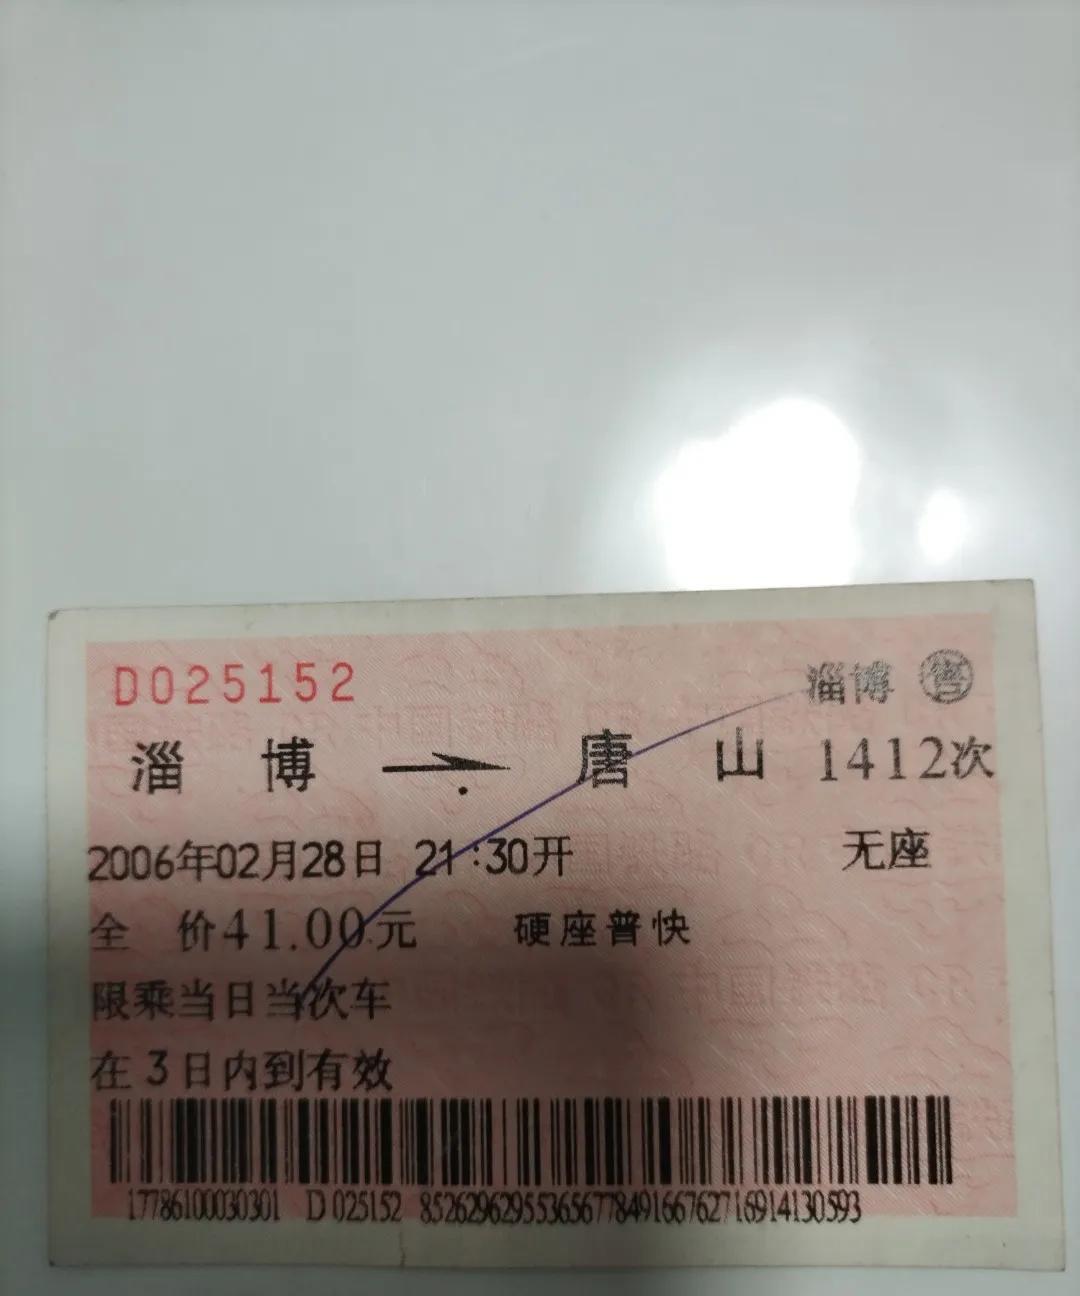 D025152 淄博 售
淄 博 唐 山 1412次
2006年02月28日 21:30开 无座
全 价41.00元 硬座普快
限乘当日当次车
在 3 日内到有效
17786100030301 D 025152 85262962955365677849166762716914130593